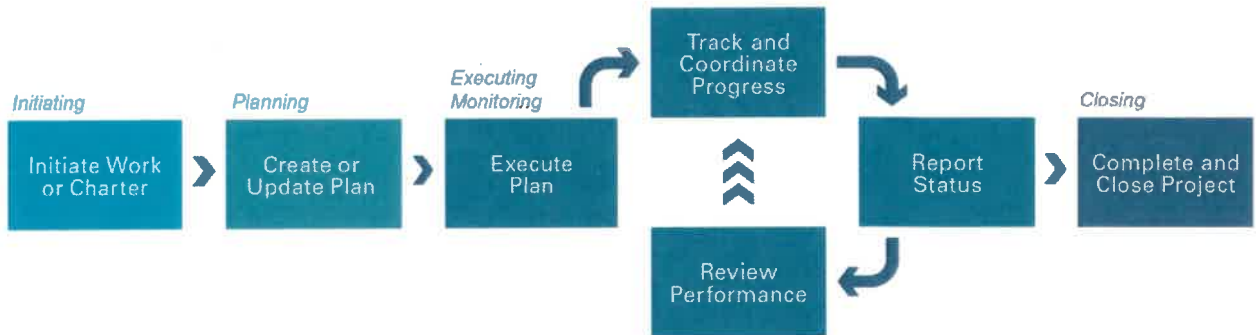 Initiating
Initiate Work
or Charter
Planning
Create or
Update Plan
Executing
Monitoring
Execute
Plan
Track and
Coordinate
Progress
Report
Status
Review
Performance
Closing
Complete and
Close Project